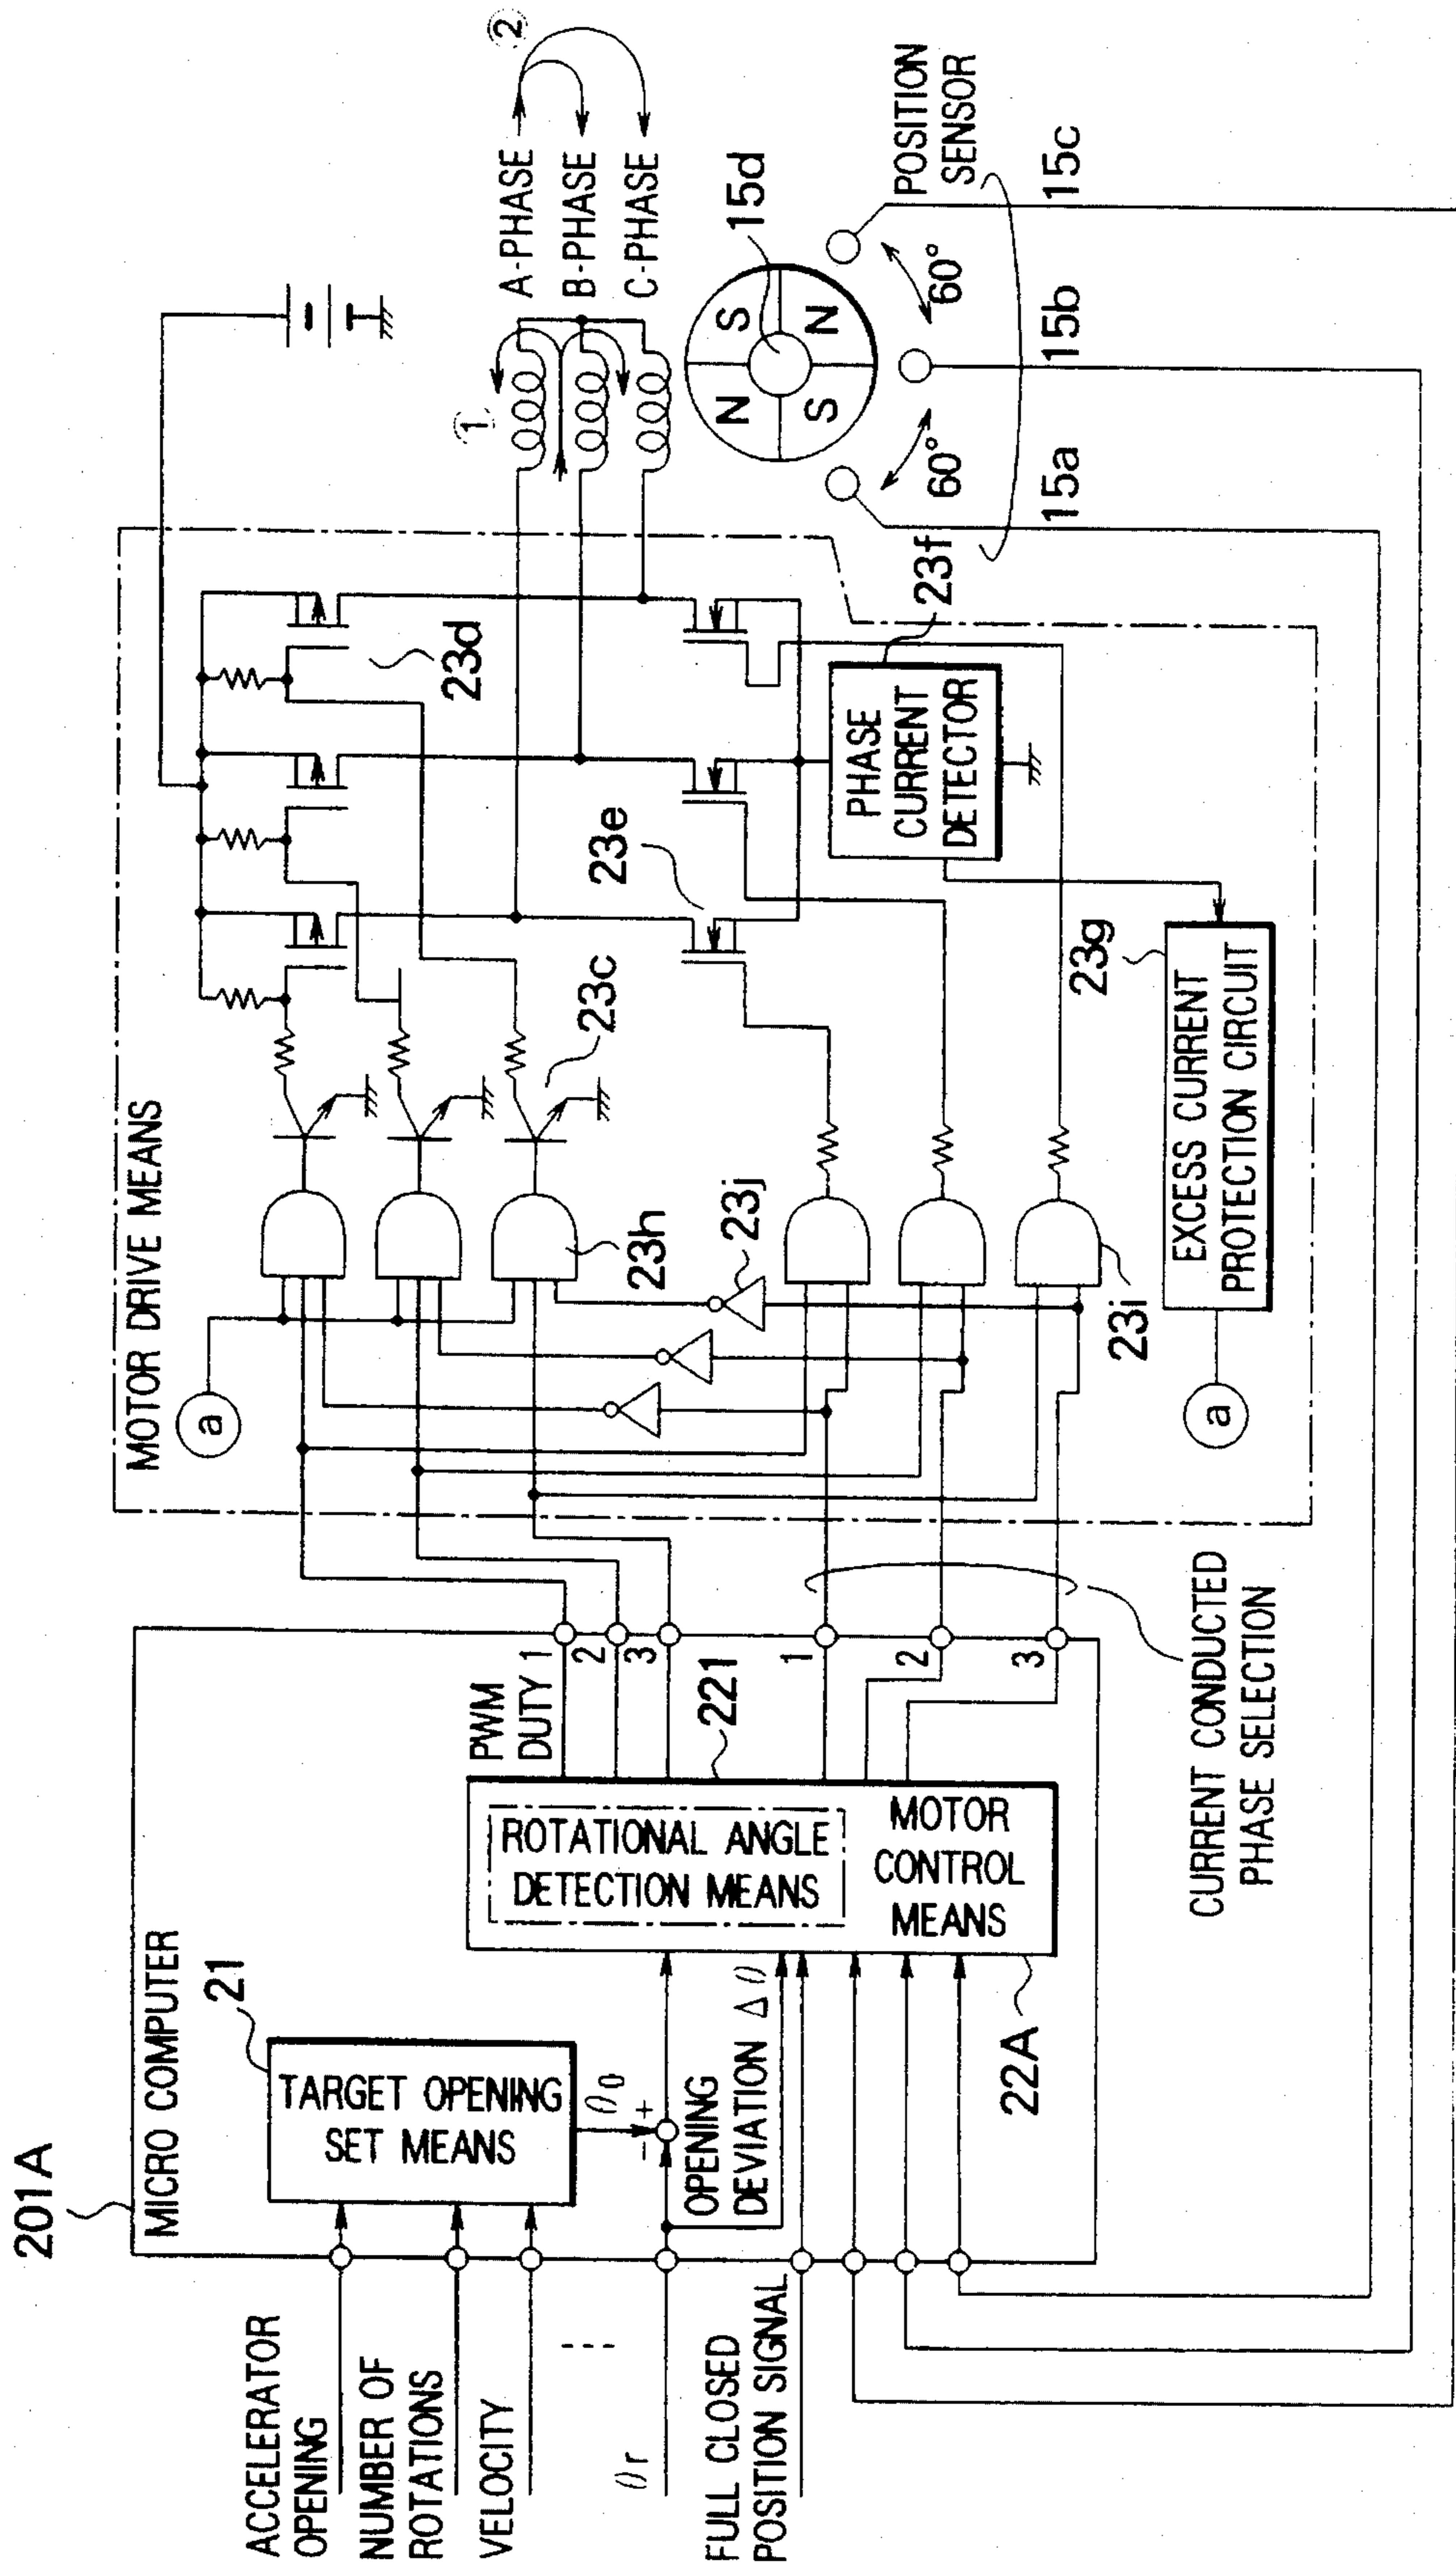 201A
MICRO COMPUTER
ACCELERATOR
OPENING
NUMBER OF
ROTATIONS
VELOCITY
θr
FULL CLOSED
POSITION SIGNAL
21
TARGET OPENING
SET MEANS
θ0
+
-
OPENING
DEVIATION Δθ
22A
ROTATIONAL ANGLE
DETECTION MEANS
MOTOR
CONTROL
MEANS
221
PWM
DUTY 1
2
3
1
2
3
CURRENT CONDUCTED
PHASE SELECTION
MOTOR DRIVE MEANS
a
23h
23j
23i
23c
23d
23e
23f
PHASE
CURRENT
DETECTOR
23g
EXCESS CURRENT
PROTECTION CIRCUIT
a
①
②
A-PHASE
B-PHASE
C-PHASE
N
S
S
N
15d
60°
60°
POSITION
SENSOR
15a
15b
15c